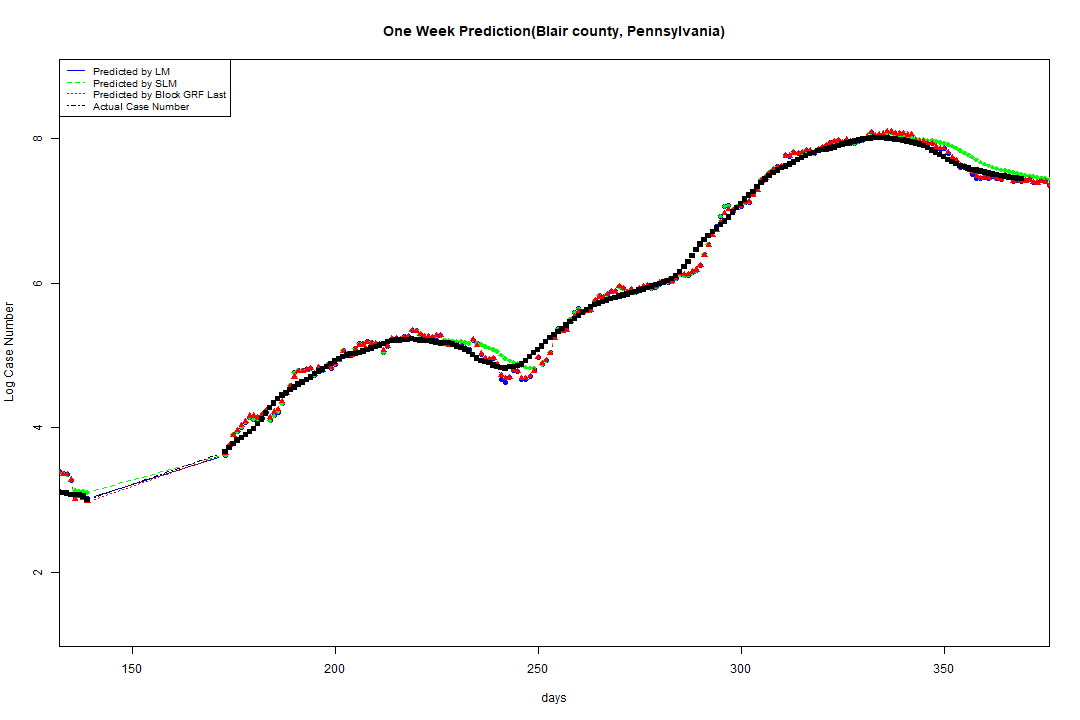 One Week Prediction(Blair county, Pennsylvania)
Predicted by LM
Predicted by SLM
Predicted by Block GRF Last
Actual Case Number
8
6
4
2
Log Case Number
150 200 250 300 350
days